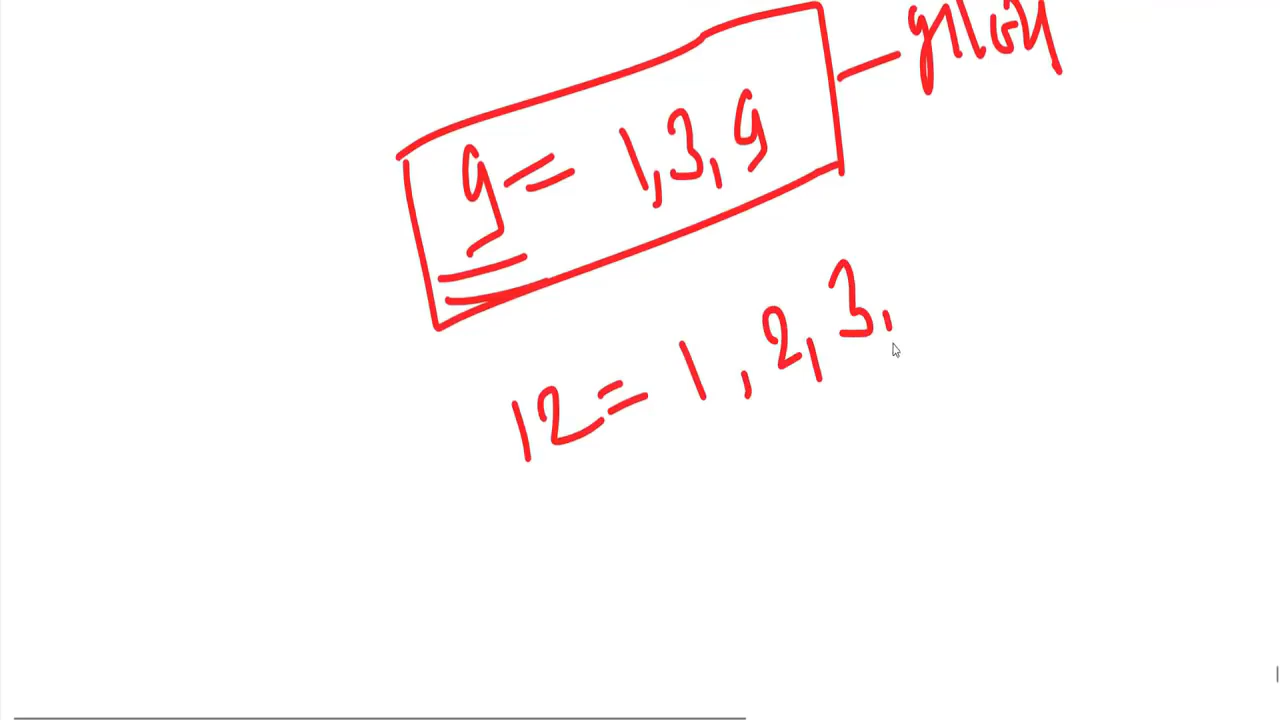 9 = 1, 3, 9
12 = 1, 2, 3,